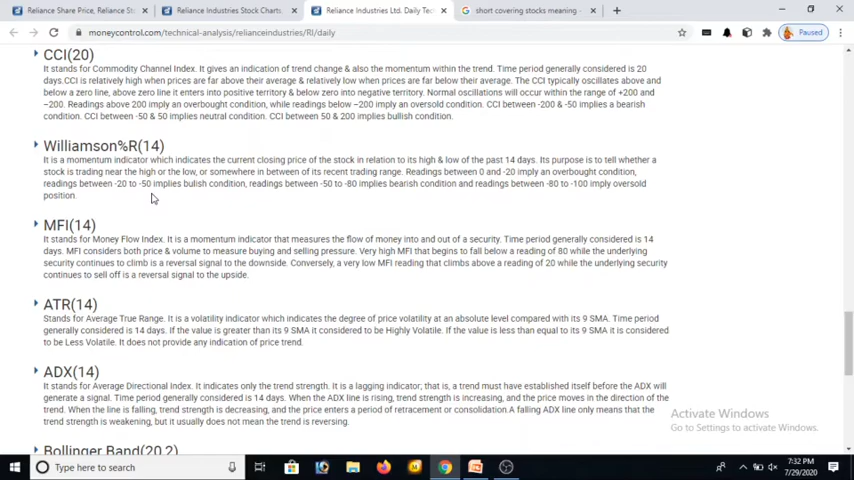 Reliance Share Price, Reliance Sto
Reliance Industries Stock Charts
Reliance Industries Ltd. Daily Tec
short covering stocks meaning -
moneycontrol.com/technical-analysis/relianceindustries/RI/daily
Paused
CCI(20)
It stands for Commodity Channel Index. It gives an indication of trend change & also the momentum within the trend. Time period generally considered is 20
days.CCI is relatively high when prices are far above their average & relatively low when prices are far below their average. The CCI typically oscillates above and
below a zero line, above zero line it enters into positive territory & below zero into negative territory. Normal oscillations will occur within the range of +200 and
−200. Readings above 200 imply an overbought condition, while readings below −200 imply an oversold condition. CCI between -200 & -50 implies a bearish
condition. CCI between -50 & 50 implies neutral condition. CCI between 50 & 200 implies bullish condition.
Williamson%R(14)
It is a momentum indicator which indicates the current closing price of the stock in relation to its high & low of the past 14 days. Its purpose is to tell whether a
stock is trading near the high or the low, or somewhere in between of its recent trading range. Readings between 0 and -20 imply an overbought condition,
readings between -20 to -50 implies bulish condition, readings between -50 to -80 implies bearish condition and readings between -80 to -100 imply oversold
position.
MFI(14)
It stands for Money Flow Index. It is a momentum indicator that measures the flow of money into and out of a security. Time period generally considered is 14
days. MFI considers both price & volume to measure buying and selling pressure. Very high MFI that begins to fall below a reading of 80 while the underlying
security continues to climb is a reversal signal to the downside. Conversely, a very low MFI reading that climbs above a reading of 20 while the underlying security
continues to sell off is a reversal signal to the upside.
ATR(14)
Stands for Average True Range. It is a volatility indicator which indicates the degree of price volatility at an absolute level compared with its 9 SMA. Time period
generally considered is 14 days. If the value is greater than its 9 SMA it considered to be Highly Volatile. If the value is less than equal to its 9 SMA it is considered
to be Less Volatile. It does not provide any indication of price trend.
ADX(14)
It stands for Average Directional Index. It indicates only the trend strength. It is a lagging indicator; that is, a trend must have established itself before the ADX will
generate a signal. Time period generally considered is 14 days. When the ADX line is rising, trend strength is increasing, and the price moves in the direction of the
trend. When the line is falling, trend strength is decreasing, and the price enters a period of retracement or consolidation.A falling ADX line only means that the
trend strength is weakening, but it usually does not mean the trend is reversing.
Activate Windows
Go to Settings to activate Windows.
Bollinger Band(20,2)
Type here to search
7:32 PM
7/29/2020